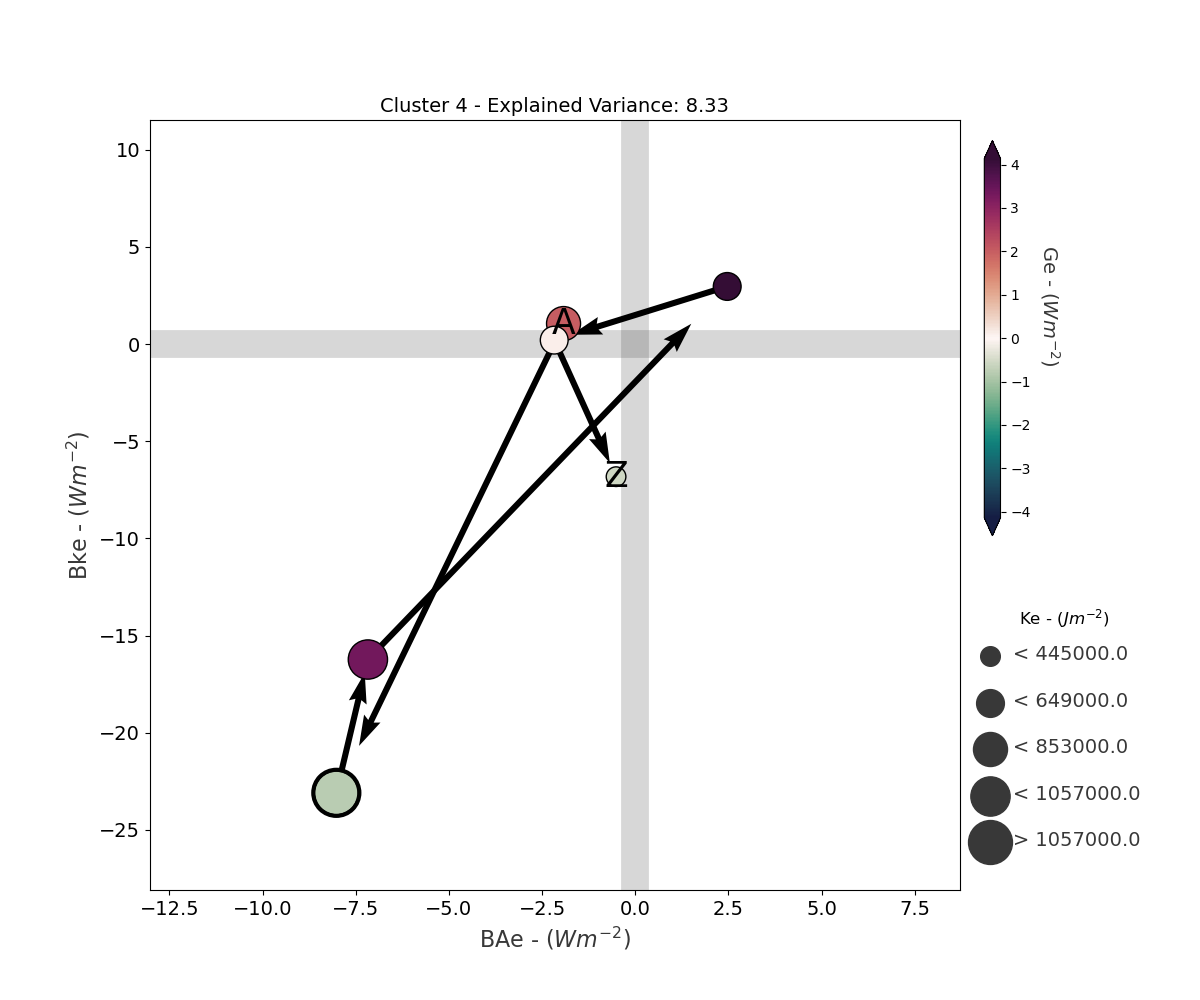 Cluster 4 - Explained Variance: 8.33
10
5
0
−5
−10
−15
−20
−25
Bke - (Wm⁻²)
A
Z
−12.5 −10.0 −7.5 −5.0 −2.5 0.0 2.5 5.0 7.5
BAe - (Wm⁻²)
4
3
2
1
0
−1
−2
−3
−4
Ge - (Wm⁻²)
Ke - (Jm⁻²)
< 445000.0
< 649000.0
< 853000.0
< 1057000.0
> 1057000.0